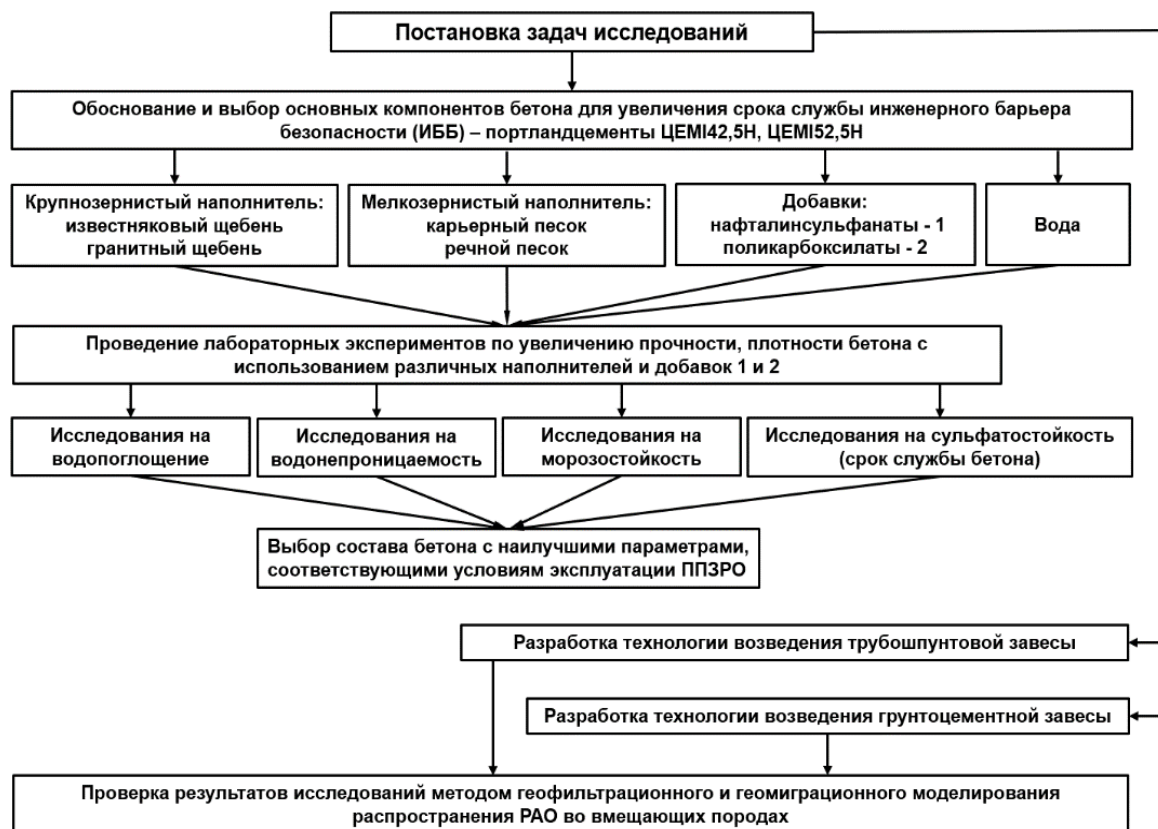 Постановка задач исследований
Обоснование и выбор основных компонентов бетона для увеличения срока службы инженерного барьера
безопасности (ИББ) – портландцементы ЦЕМI42,5Н, ЦЕМI52,5Н
Крупнозернистый наполнитель:
известняковый щебень
гранитный щебень
Мелкозернистый наполнитель:
карьерный песок
речной песок
Добавки:
нафталинсульфанаты - 1
поликарбоксилаты - 2
Вода
Проведение лабораторных экспериментов по увеличению прочности, плотности бетона с
использованием различных наполнителей и добавок 1 и 2
Исследования на
водопоглощение
Исследования на
водонепроницаемость
Исследования на
морозостойкость
Исследования на сульфатостойкость
(срок службы бетона)
Выбор состава бетона с наилучшими параметрами,
соответствующими условиям эксплуатации ППЗРО
Разработка технологии возведения трубошпунтовой завесы
Разработка технологии возведения грунтоцементной завесы
Проверка результатов исследований методом геофильтрационного и геомиграционного моделирования
распространения РАО во вмещающих породах